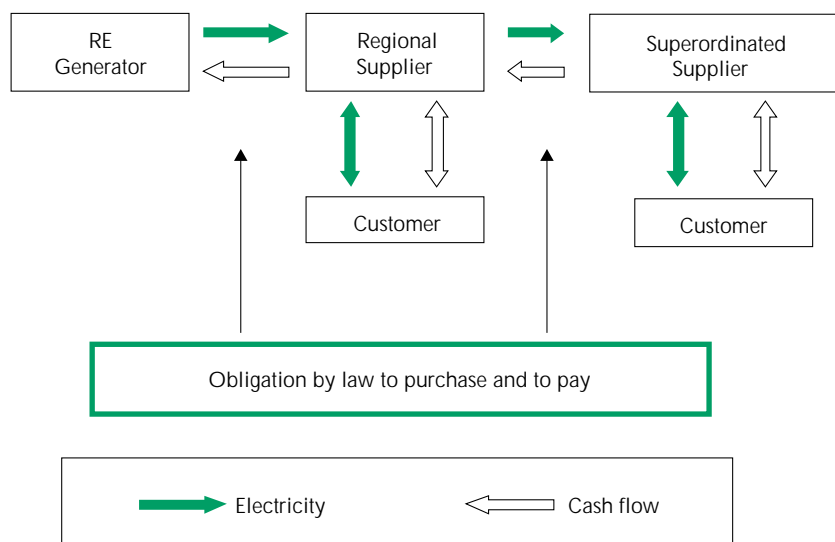 RE
Generator
Regional
Supplier
Superordinated
Supplier
Customer
Customer
Obligation by law to purchase and to pay
Electricity
Cash flow